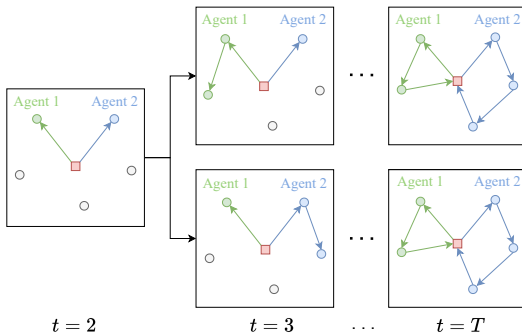 Agent 1 Agent 2
· · ·
Agent 1 Agent 2
Agent 1 Agent 2
Agent 1 Agent 2
· · ·
Agent 1 Agent 2
t = 2 t = 3 . . . t = T